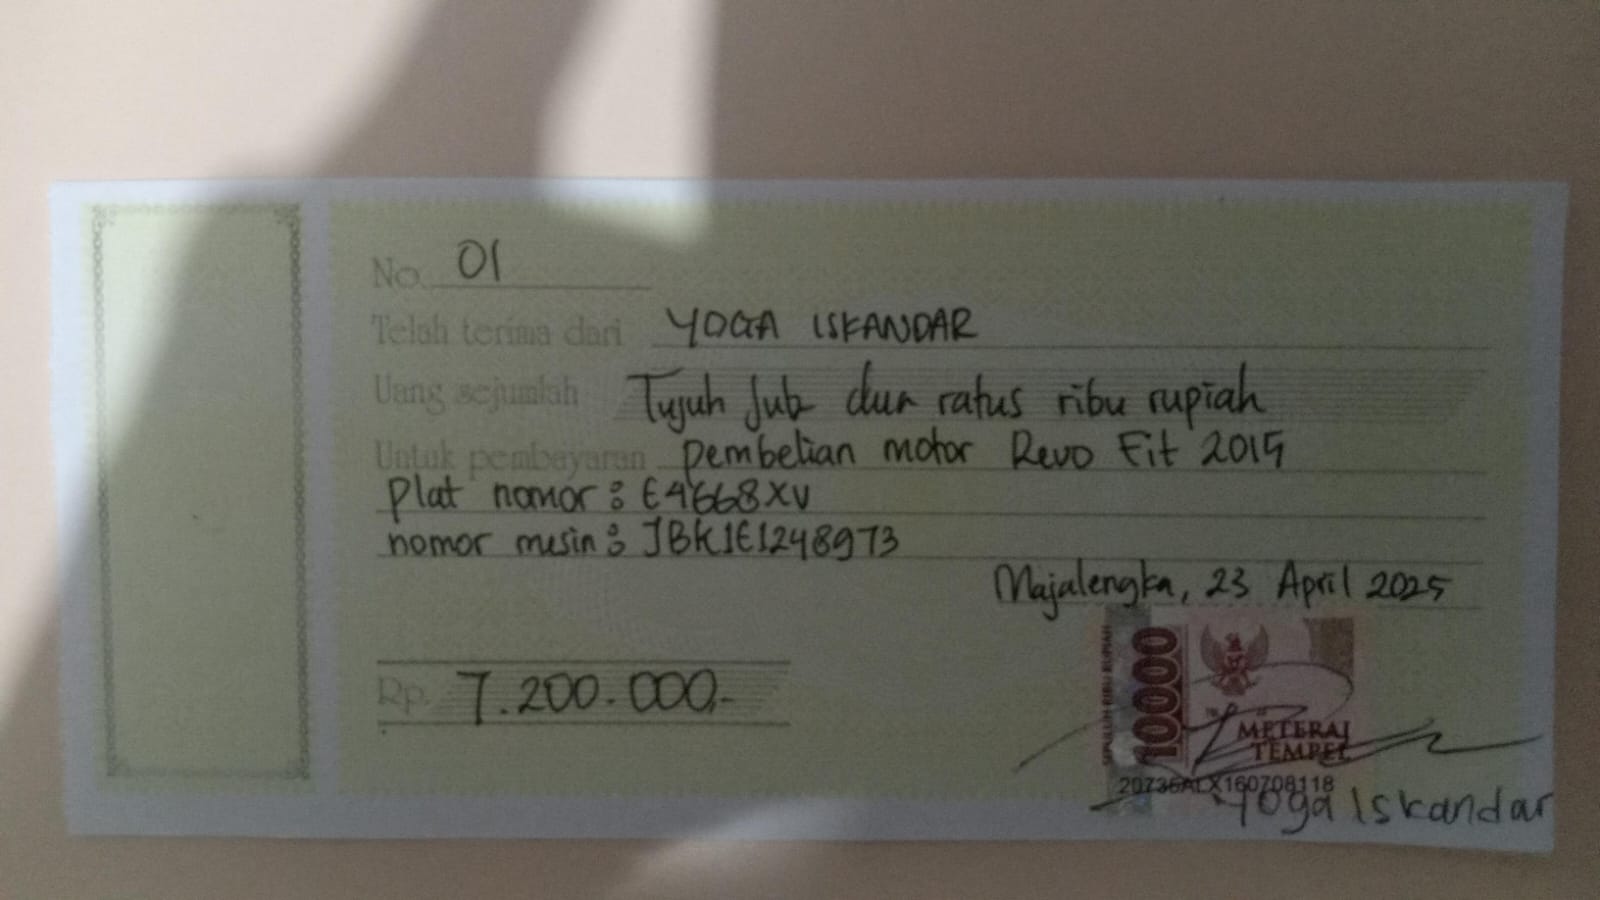 No. 01
Telah terima dari YOGA ISKANDAR
Uang sejumlah Tujuh Juta dua ratus ribu rupiah
Untuk pembayaran pembelian motor Revo Fit 2015
Plat nomor : E4668XV
nomor mesin : JBK1E1248973
Majalengka, 23 April 2025
Rp. 7.200.000,-
SEPULUH RIBU RUPIAH
10000
METERAI
TEMPEL
20735ALX160708118
Yoga Iskandar